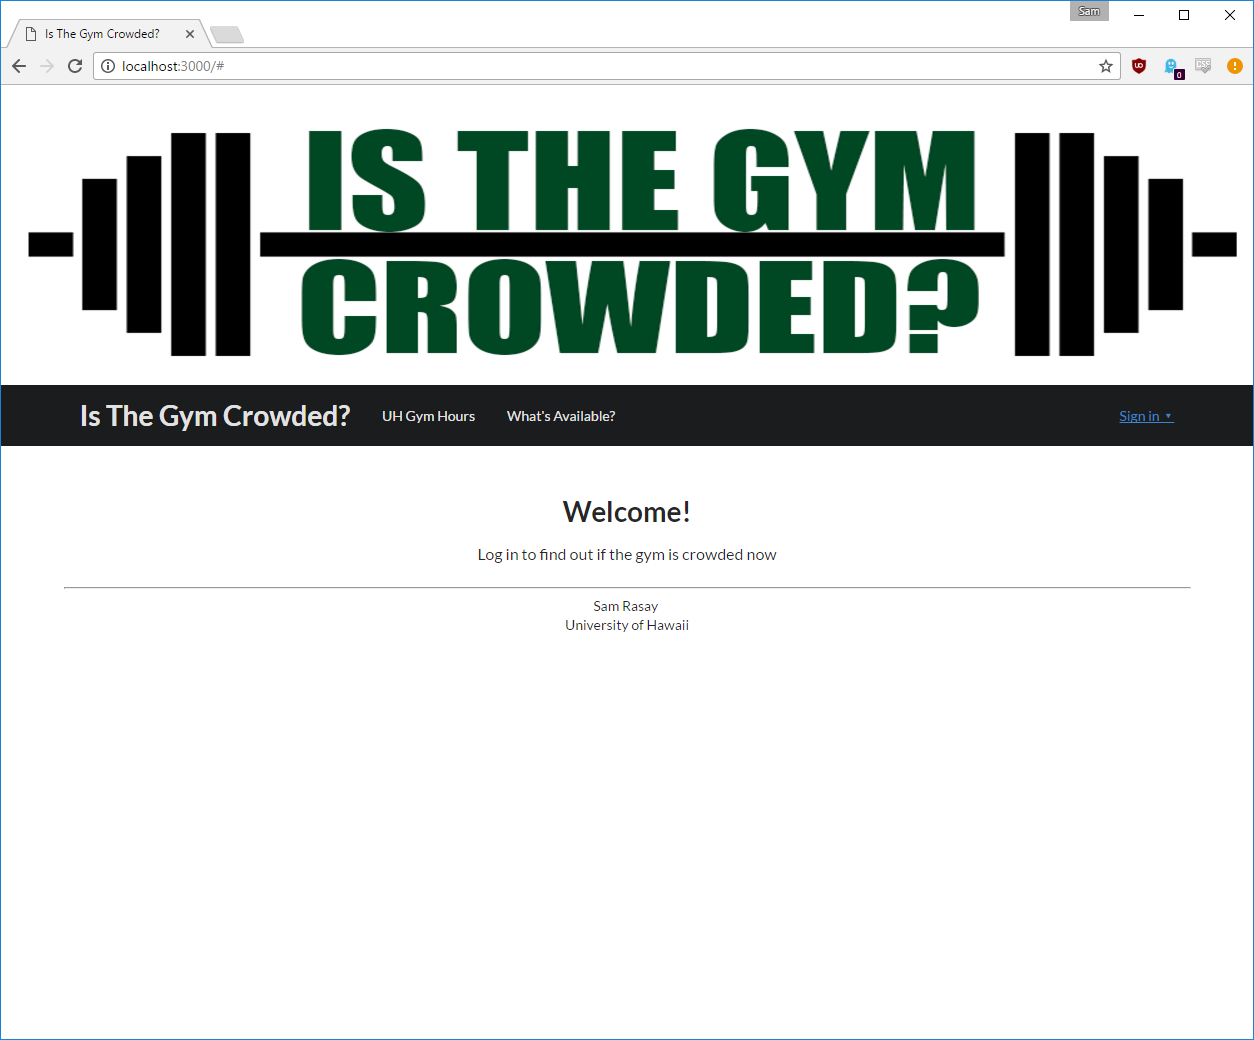 Sam
Is The Gym Crowded?
localhost:3000/#
0
IS THE GYM
CROWDED?
Is The Gym Crowded? UH Gym Hours What's Available? Sign in
Welcome!
Log in to find out if the gym is crowded now
Sam Rasay
University of Hawaii